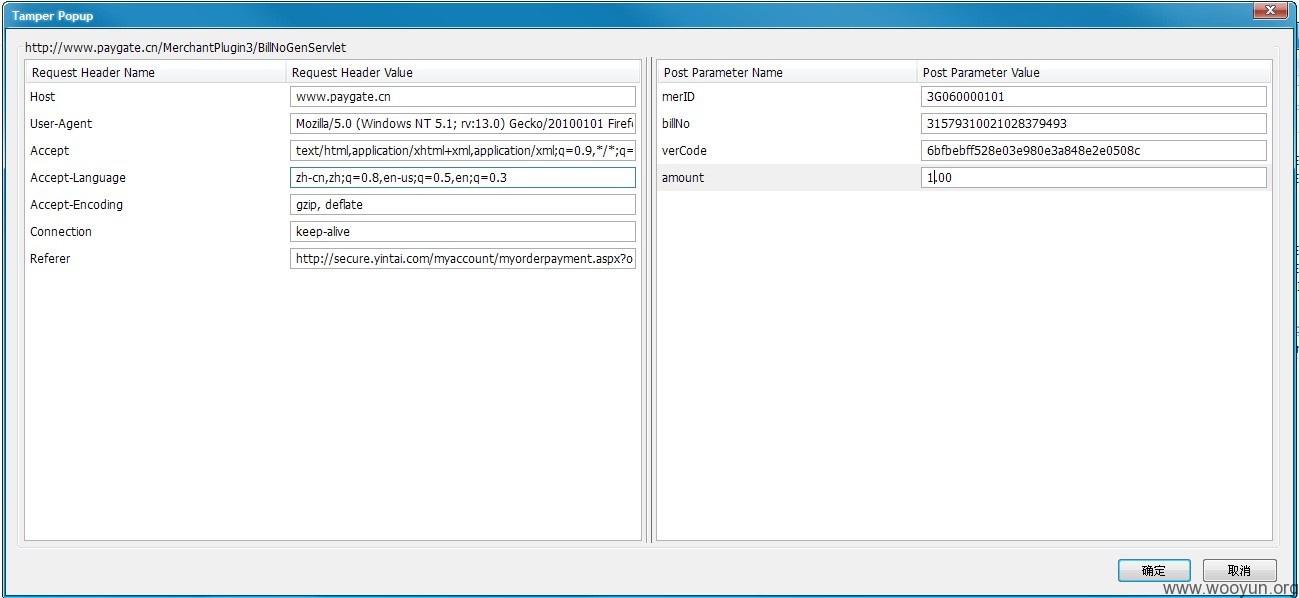 Tamper Popup
http://www.paygate.cn/MerchantPlugin3/BillNoGenServlet
Request Header Name Request Header Value
Host www.paygate.cn
User-Agent Mozilla/5.0 (Windows NT 5.1; rv:13.0) Gecko/20100101 Firef
Accept text/html,application/xhtml+xml,application/xml;q=0.9,*/*;q=
Accept-Language zh-cn,zh;q=0.8,en-us;q=0.5,en;q=0.3
Accept-Encoding gzip, deflate
Connection keep-alive
Referer http://secure.yintai.com/myaccount/myorderpayment.aspx?o
Post Parameter Name Post Parameter Value
merID 3G060000101
billNo 31579310021028379493
verCode 6bfbebff528e03e980e3a848e2e0508c
amount 1.00
确定 取消
www.wooyun.org